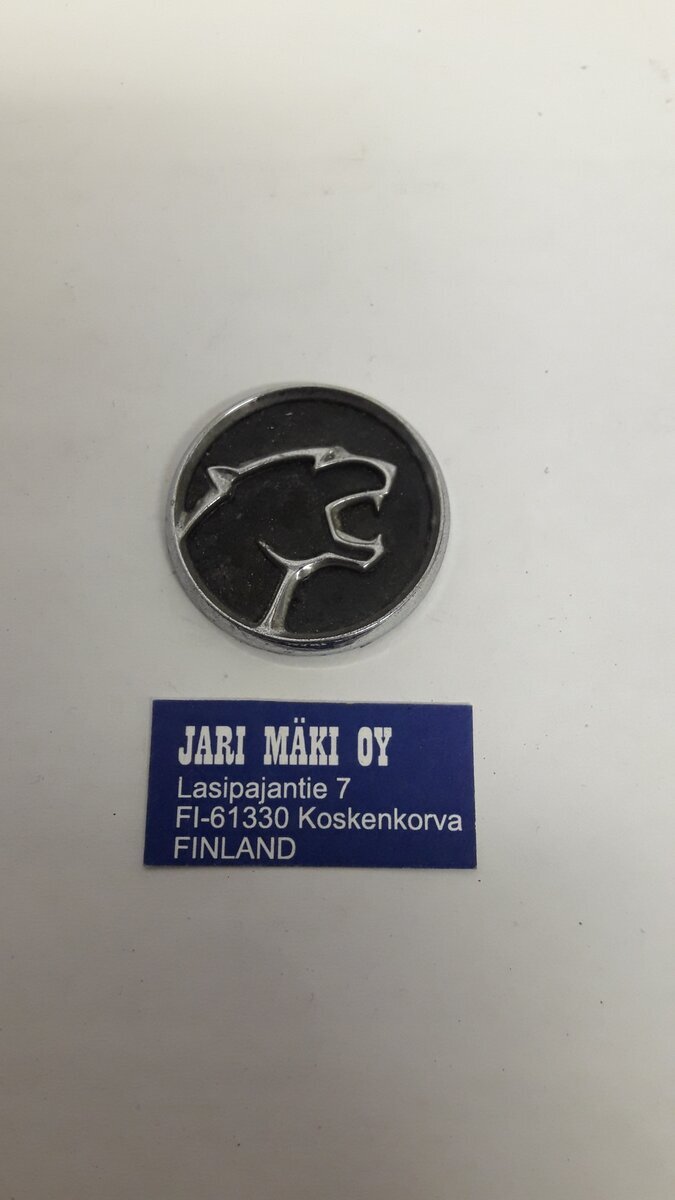 JARI MÄKI OY
Lasipajantie 7
FI-61330 Koskenkorva
FINLAND